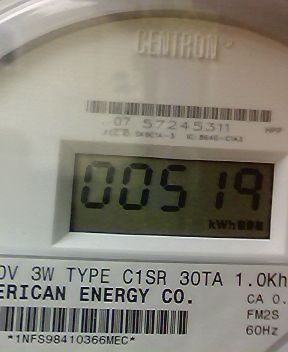 CENTRON®
07 57245311
HPP
00519
kWh
0V 3W TYPE C1SR 30TA 1.0Kh
ERICAN ENERGY CO.
CA 0.
FM2S
60Hz
*1NFS98410366MEC*